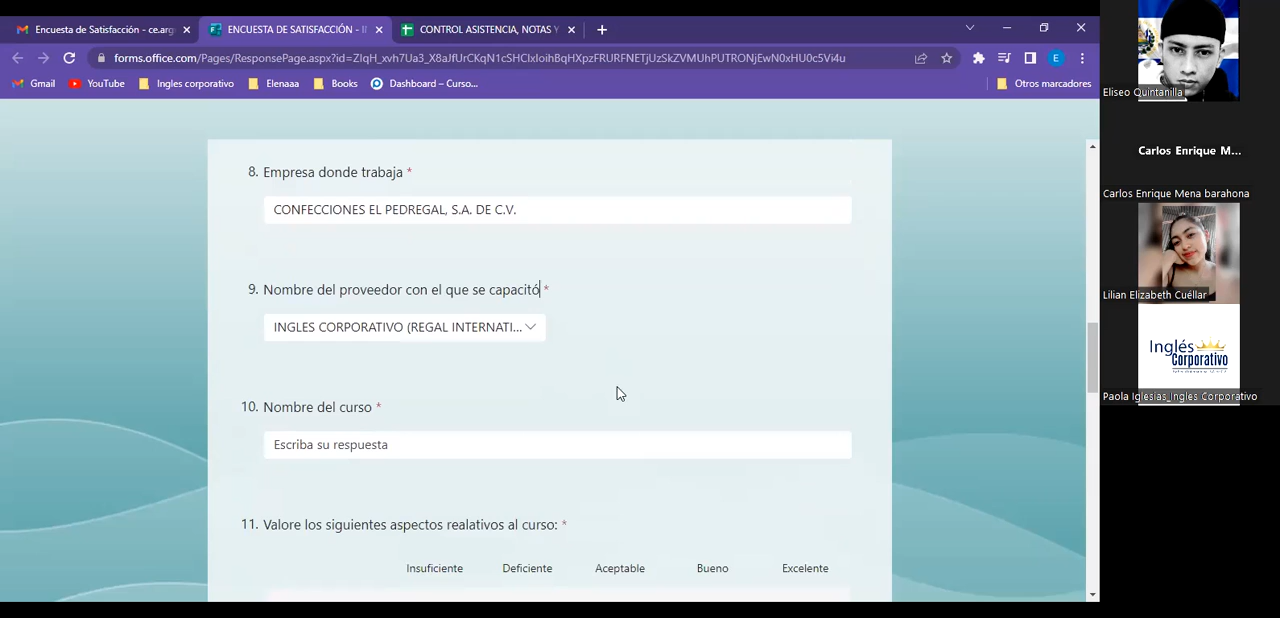 Encuesta de Satisfacción - ce.arg
ENCUESTA DE SATISFACCIÓN - I
CONTROL ASISTENCIA, NOTAS Y
forms.office.com/Pages/ResponsePage.aspx?id=ZIqH_xvh7Ua3_X8aJfUrCKqN1cSHCIxIoihBqHXpzFRURFNETjUzSkZVMUhPUTRONjEwN0xHU0c5Vi4u
E
Gmail
YouTube
Ingles corporativo
Elenaaa
Books
Dashboard – Curso...
Otros marcadores
8. Empresa donde trabaja *
CONFECCIONES EL PEDREGAL, S.A. DE C.V.
9. Nombre del proveedor con el que se capacitó *
INGLES CORPORATIVO (REGAL INTERNATI...
10. Nombre del curso *
Escriba su respuesta
11. Valore los siguientes aspectos realativos al curso: *
Insuficiente Deficiente Aceptable Bueno Excelente
Eliseo Quintanilla
Carlos Enrique M...
Carlos Enrique Mena barahona
Lilian Elizabeth Cuéllar
Inglés
Corporativo
Paola Iglesias_Ingles Corporativo